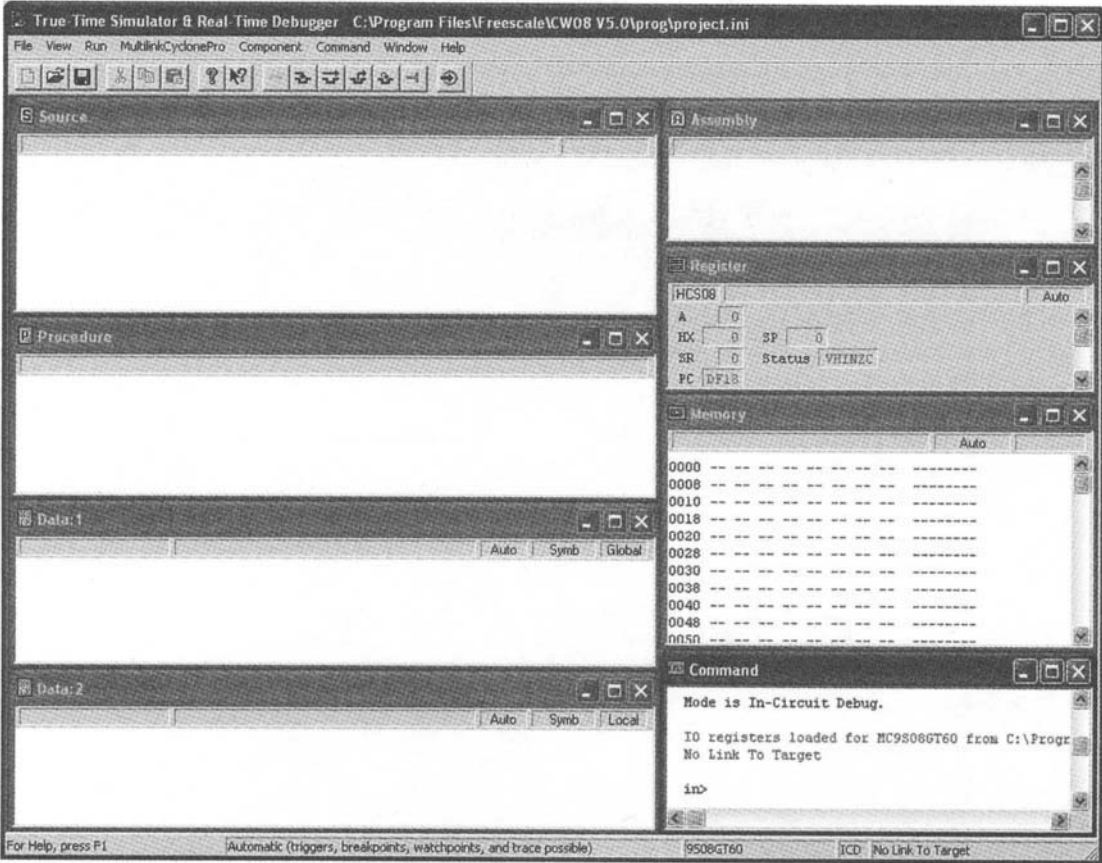 True-Time Simulator & Real-Time Debugger C:\Program Files\Freescale\CW08 V5.0\prog\project.ini
File View Run MultilinkCyclonePro Component Command Window Help
Source
Procedure
Data:1
Auto Symb Global
Data:2
Auto Symb Local
Assembly
Register
HCS08 Auto
A 0
HX 0 SP 0
SR 0 Status VHINZC
PC DF18
Memory
Auto
0000 -- -- -- -- -- -- -- -- --------
0008 -- -- -- -- -- -- -- -- --------
0010 -- -- -- -- -- -- -- -- --------
0018 -- -- -- -- -- -- -- -- --------
0020 -- -- -- -- -- -- -- -- --------
0028 -- -- -- -- -- -- -- -- --------
0030 -- -- -- -- -- -- -- -- --------
0038 -- -- -- -- -- -- -- -- --------
0040 -- -- -- -- -- -- -- -- --------
0048 -- -- -- -- -- -- -- -- --------
0050 -- -- -- -- -- -- -- -- --------
Command
Mode is In-Circuit Debug.
IO registers loaded for MC9S08GT60 from C:\Progr
No Link To Target
in>
For Help, press F1 Automatic (triggers, breakpoints, watchpoints, and trace possible) 9S08GT60 ICD No Link To Target